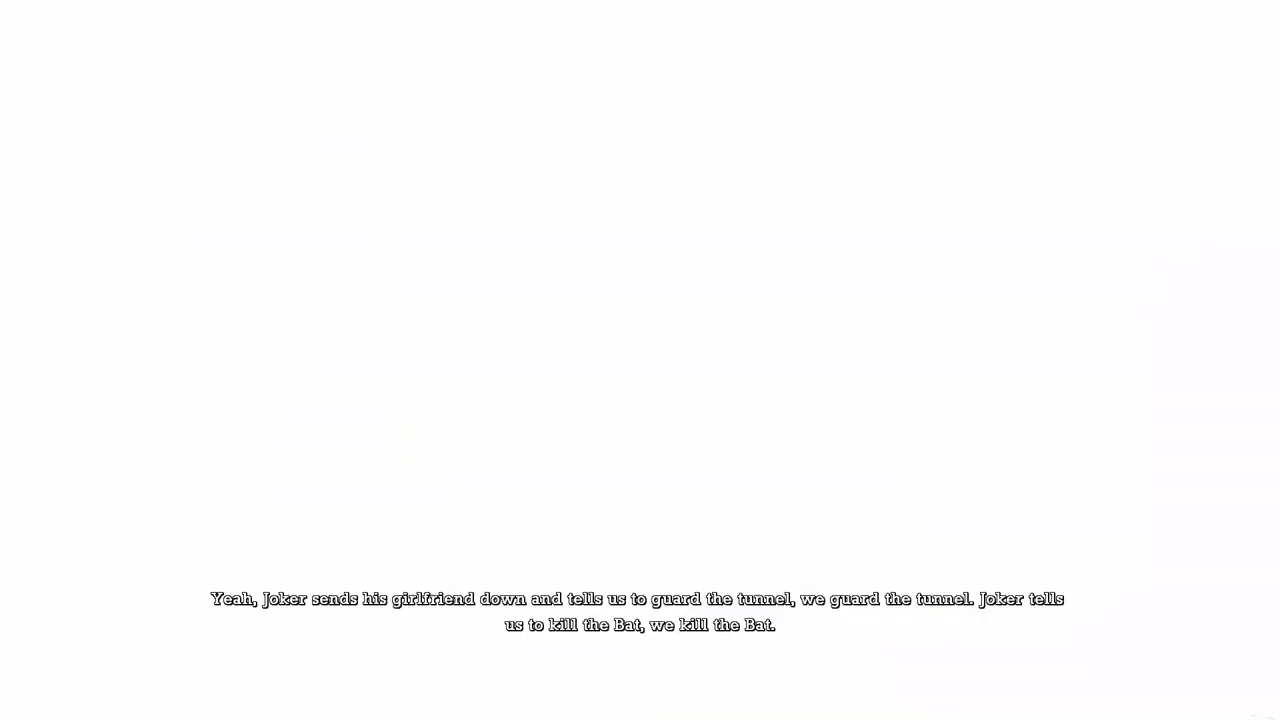 Yeah, Joker sends his girlfriend down and tells us to guard the tunnel, we guard the tunnel. Joker tells
us to kill the Bat, we kill the Bat.